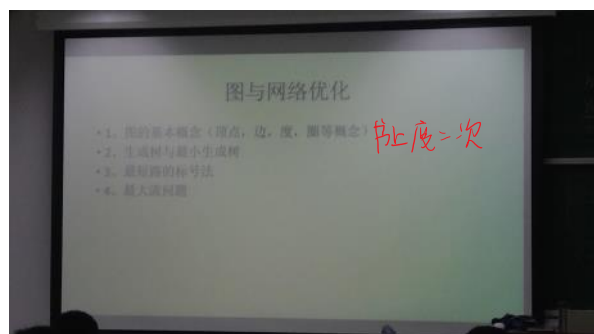 图与网络优化
•1、图的基本概念（顶点，边，度，圈等概念） 书上度=次
•2、生成树与最小生成树
•3、最短路的标号法
•4、最大流问题